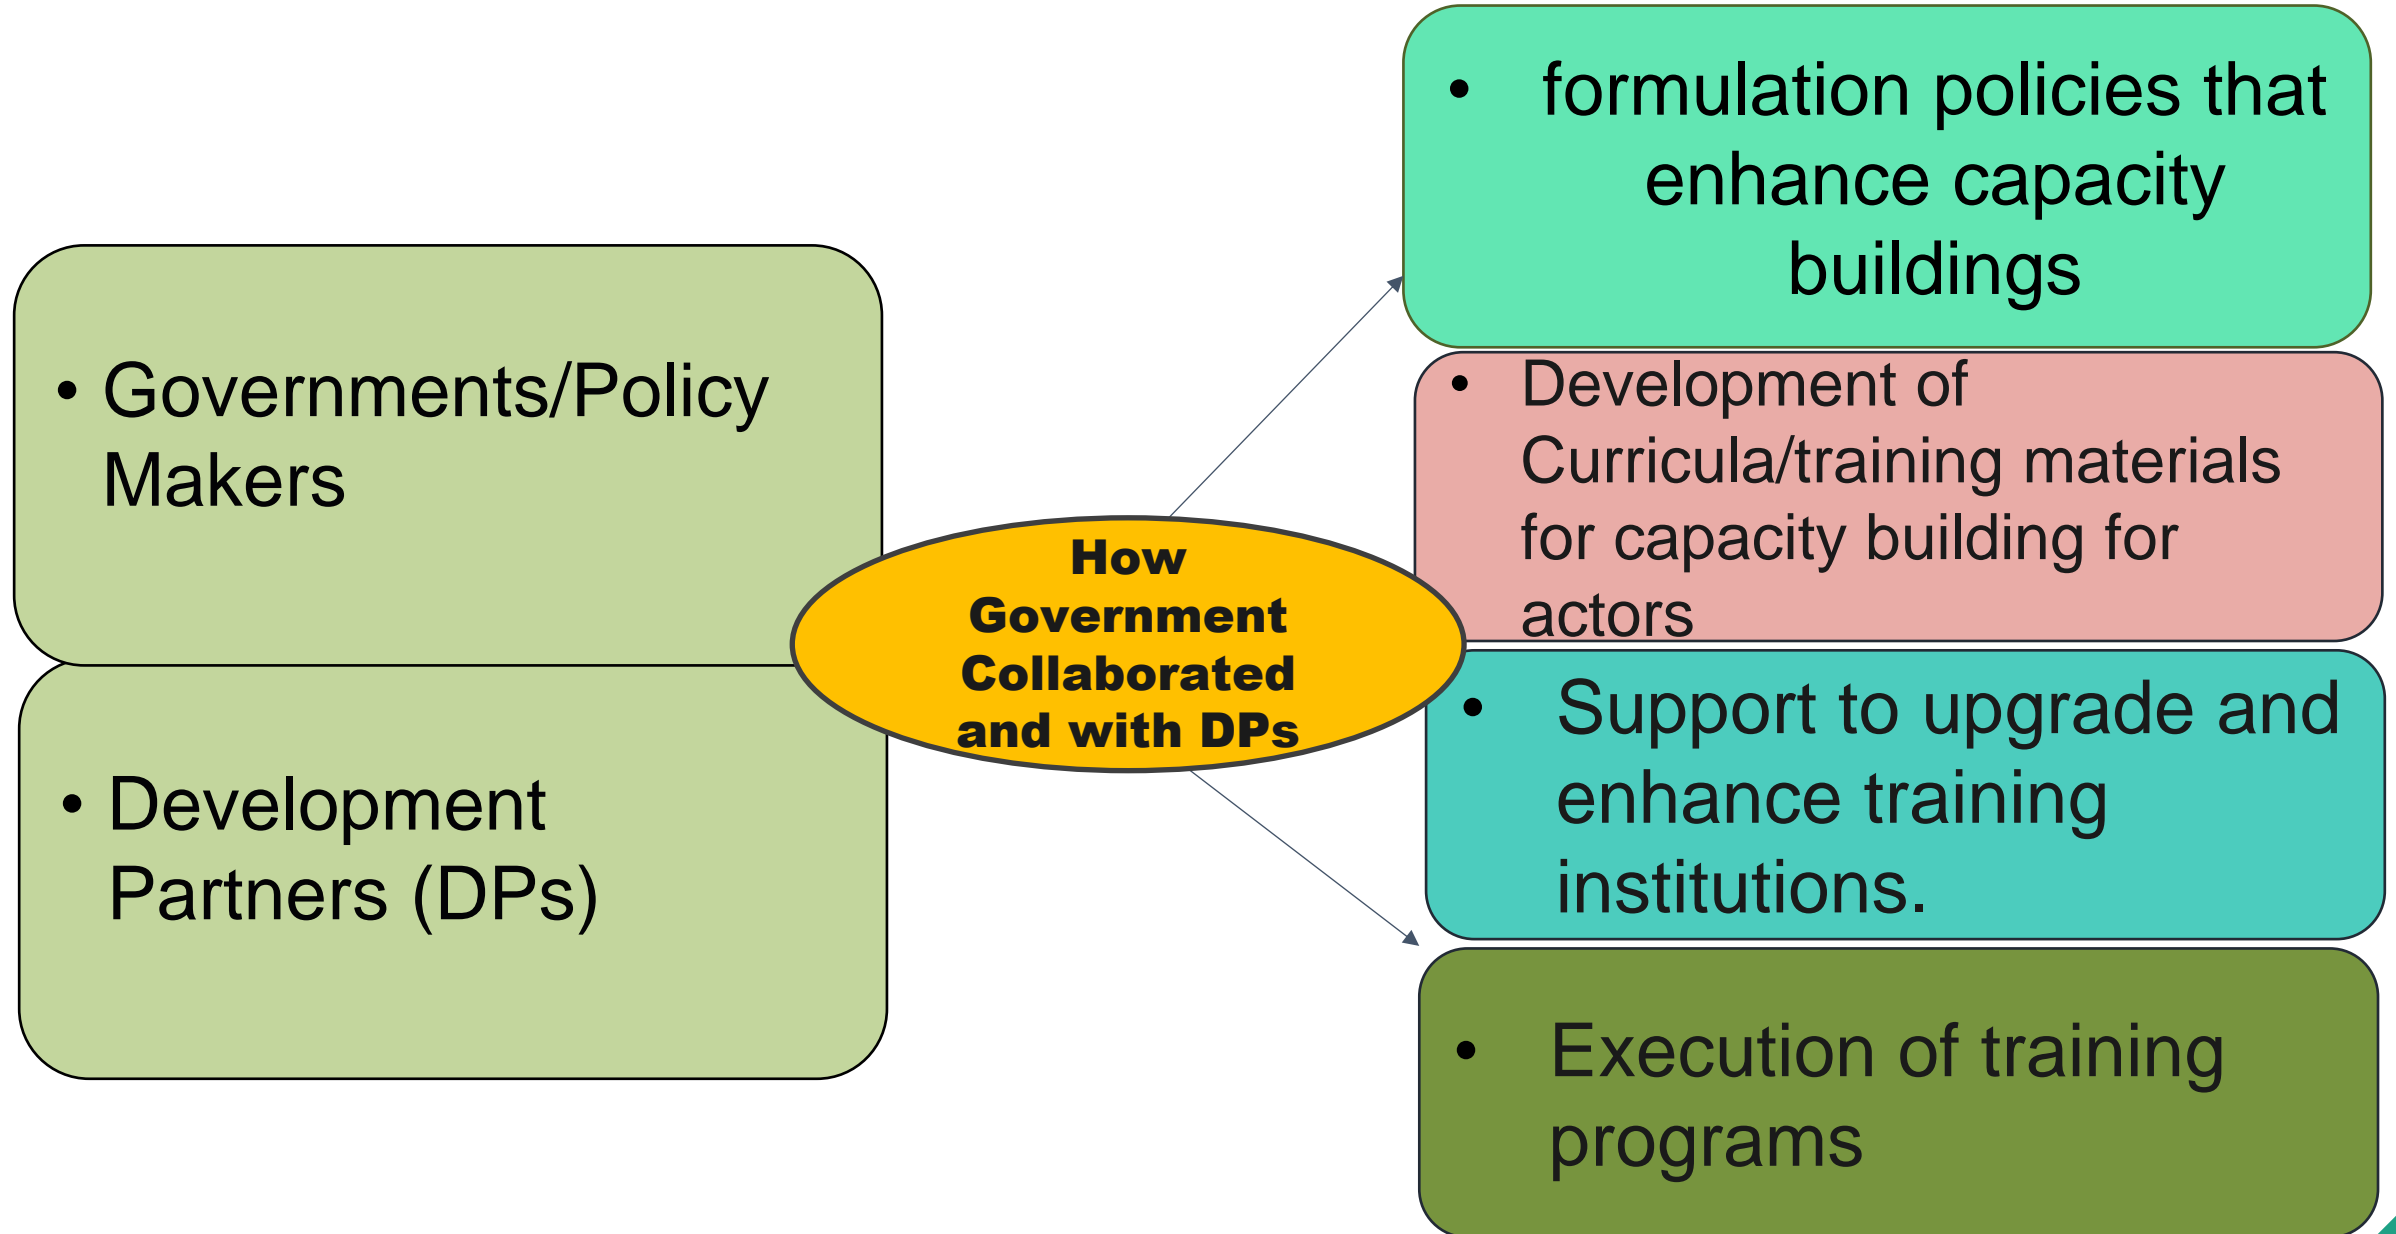 • Governments/Policy
Makers
• Development
Partners (DPs)
How
Government
Collaborated
and with DPs
• formulation policies that
enhance capacity
buildings
• Development of
Curricula/training materials
for capacity building for
actors
• Support to upgrade and
enhance training
institutions.
• Execution of training
programs